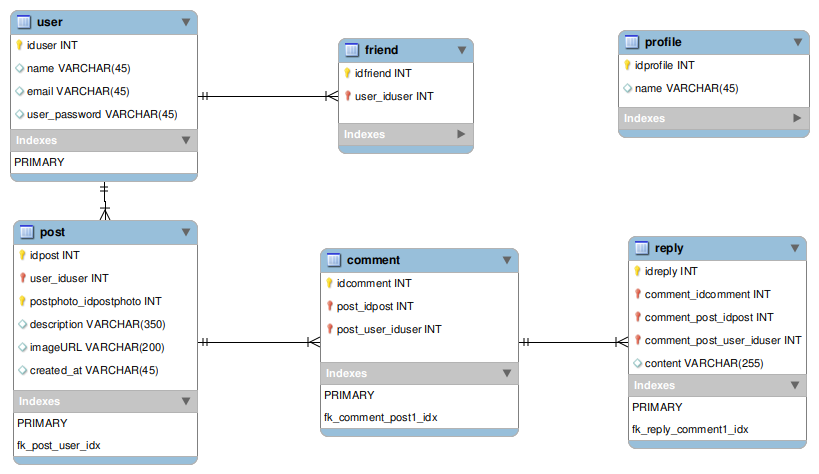 user
iduser INT
name VARCHAR(45)
email VARCHAR(45)
user_password VARCHAR(45)
Indexes
PRIMARY
friend
idfriend INT
user_iduser INT
Indexes
profile
idprofile INT
name VARCHAR(45)
Indexes
post
idpost INT
user_iduser INT
postphoto_idpostphoto INT
description VARCHAR(350)
imageURL VARCHAR(200)
created_at VARCHAR(45)
Indexes
PRIMARY
fk_post_user_idx
comment
idcomment INT
post_idpost INT
post_user_iduser INT
Indexes
PRIMARY
fk_comment_post1_idx
reply
idreply INT
comment_idcomment INT
comment_post_idpost INT
comment_post_user_iduser INT
content VARCHAR(255)
Indexes
PRIMARY
fk_reply_comment1_idx